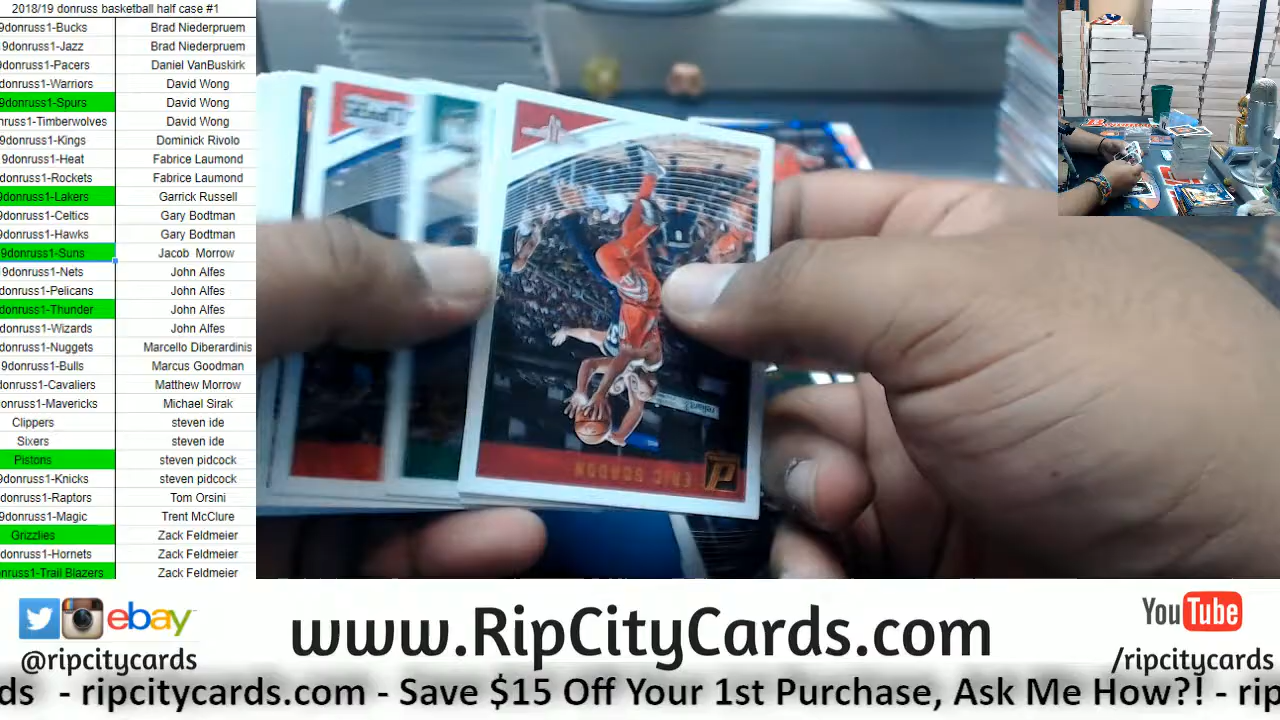 2018/19 donruss basketball half case #1
9donruss1-Bucks Brad Niederpruem
9donruss1-Jazz Brad Niederpruem
9donruss1-Pacers Daniel VanBuskirk
donruss1-Warriors David Wong
9donruss1-Spurs David Wong
nruss1-Timberwolves David Wong
9donruss1-Kings Dominick Rivolo
9donruss1-Heat Fabrice Laumond
9donruss1-Rockets Fabrice Laumond
9donruss1-Lakers Garrick Russell
9donruss1-Celtics Gary Bodtman
9donruss1-Hawks Gary Bodtman
9donruss1-Suns Jacob Morrow
9donruss1-Nets John Alfes
donruss1-Pelicans John Alfes
donruss1-Thunder John Alfes
donruss1-Wizards John Alfes
donruss1-Nuggets Marcello Diberardinis
9donruss1-Bulls Marcus Goodman
donruss1-Cavaliers Matthew Morrow
onruss1-Mavericks Michael Sirak
Clippers steven ide
Sixers steven ide
Pistons steven pidcock
9donruss1-Knicks steven pidcock
donruss1-Raptors Tom Orsini
9donruss1-Magic Trent McClure
Grizzlies Zack Feldmeier
donruss1-Hornets Zack Feldmeier
nruss1-Trail Blazers Zack Feldmeier
ERIC GORDON
ebay
@ripcitycards
www.RipCityCards.com
YouTube
/ripcitycards
ds - ripcitycards.com - Save $15 Off Your 1st Purchase, Ask Me How?! - rip